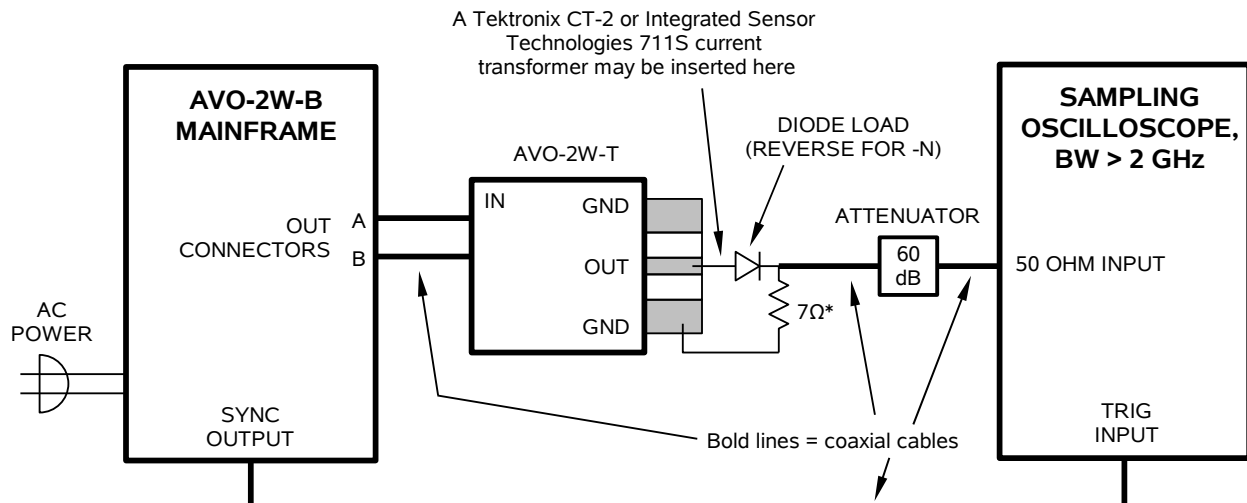 A Tektronix CT-2 or Integrated Sensor
Technologies 711S current
transformer may be inserted here
AVO-2W-B
MAINFRAME
SAMPLING
OSCILLOSCOPE,
BW > 2 GHz
DIODE LOAD
(REVERSE FOR -N)
AVO-2W-T
IN
GND
OUT
CONNECTORS
A
B
OUT
GND
ATTENUATOR
60
dB
50 OHM INPUT
7Ω*
AC
POWER
SYNC
OUTPUT
Bold lines = coaxial cables
TRIG
INPUT